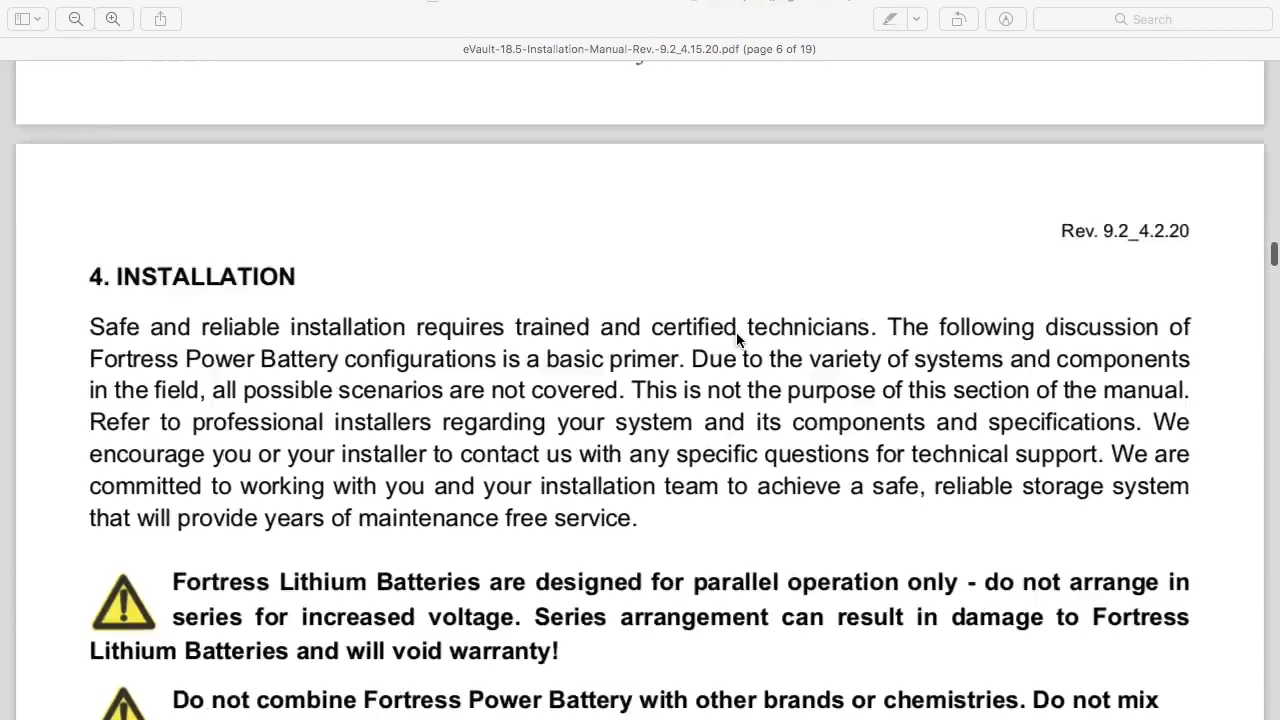 Search
eVault-18.5-Installation-Manual-Rev.-9.2_4.15.20.pdf (page 6 of 19)
Rev. 9.2_4.2.20
4. INSTALLATION
Safe and reliable installation requires trained and certified technicians. The following discussion of
Fortress Power Battery configurations is a basic primer. Due to the variety of systems and components
in the field, all possible scenarios are not covered. This is not the purpose of this section of the manual.
Refer to professional installers regarding your system and its components and specifications. We
encourage you or your installer to contact us with any specific questions for technical support. We are
committed to working with you and your installation team to achieve a safe, reliable storage system
that will provide years of maintenance free service.
Fortress Lithium Batteries are designed for parallel operation only - do not arrange in
series for increased voltage. Series arrangement can result in damage to Fortress
Lithium Batteries and will void warranty!
Do not combine Fortress Power Battery with other brands or chemistries. Do not mix